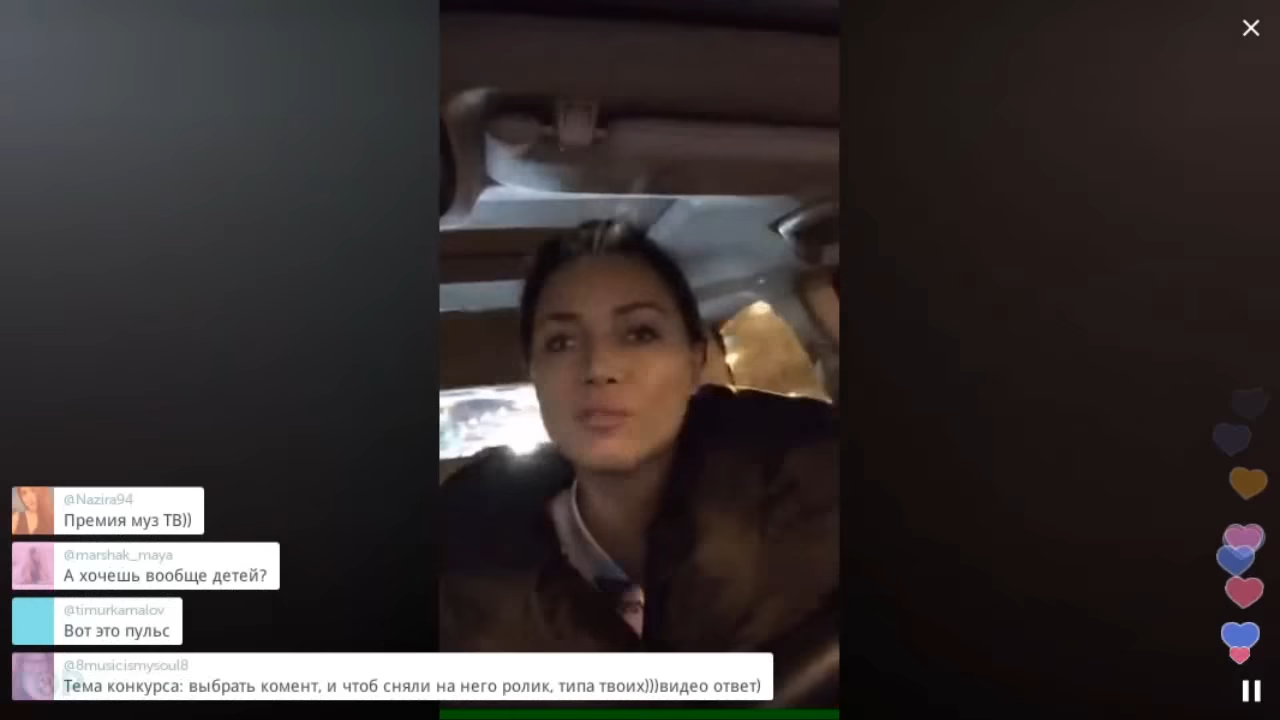 @Nazira94
Премия муз ТВ))
@marshak_maya
А хочешь вообще детей?
@timurkamalov
Вот это пульс
@8musicismysoul8
Тема конкурса: выбрать комент, и чтоб сняли на него ролик, типа твоих)))видео ответ)